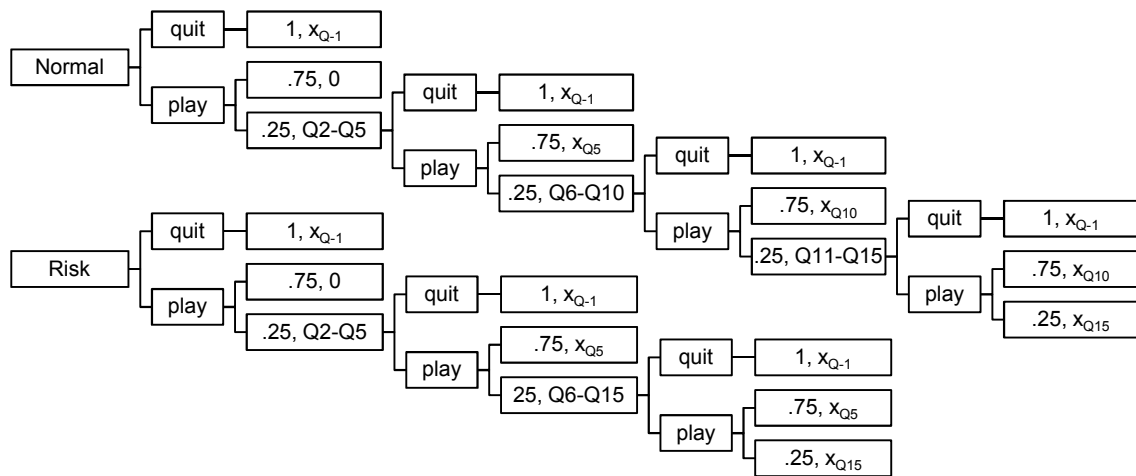 quit
1, xQ-1
Normal
.75, 0
play
quit
1, xQ-1
.25, Q2-Q5
.75, xQ5
quit
1, xQ-1
play
.25, Q6-Q10
.75, xQ10
quit
1, xQ-1
play
.25, Q11-Q15
.75, xQ10
play
.25, xQ15
quit
1, xQ-1
Risk
.75, 0
play
quit
1, xQ-1
.25, Q2-Q5
.75, xQ5
quit
1, xQ-1
play
25, Q6-Q15
.75, xQ5
play
.25, xQ15